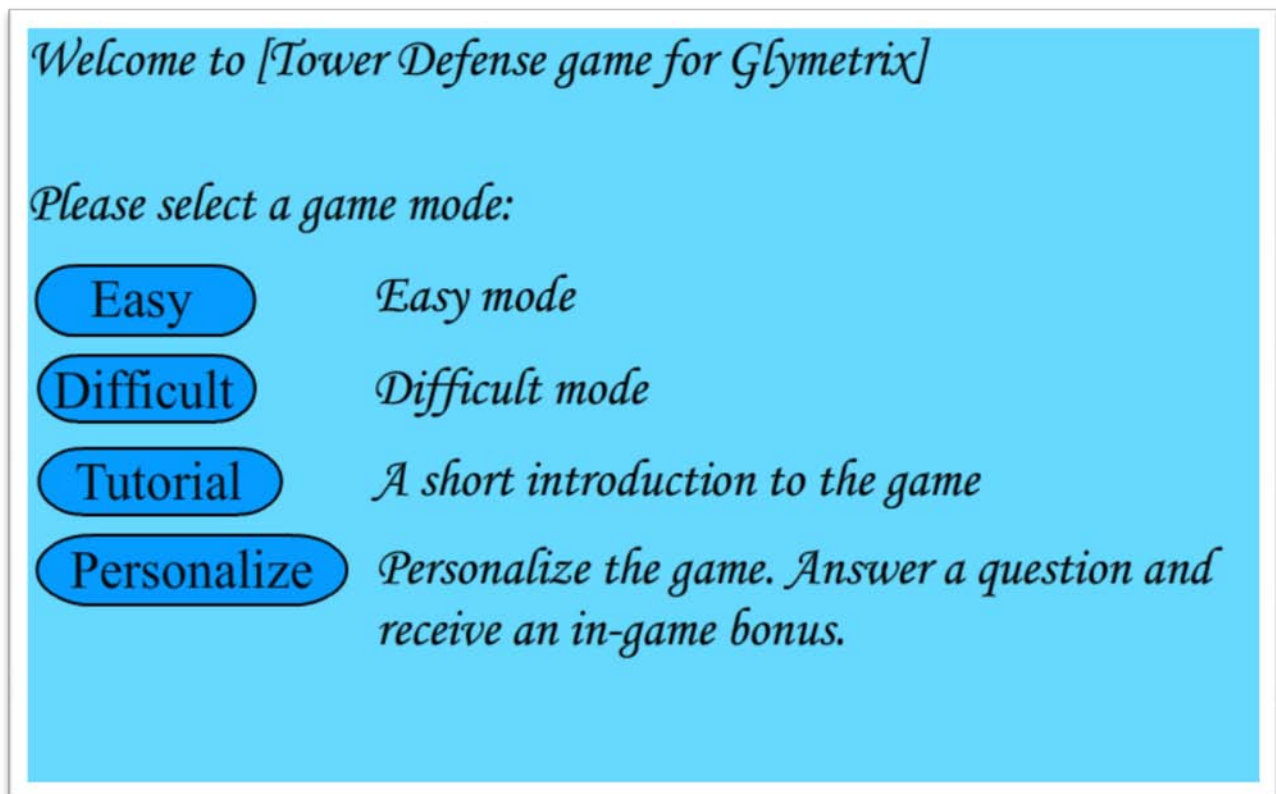 Welcome to [Tower Defense game for Glymetrix]
Please select a game mode:
Easy Easy mode
Difficult Difficult mode
Tutorial A short introduction to the game
Personalize Personalize the game. Answer a question and
receive an in-game bonus.